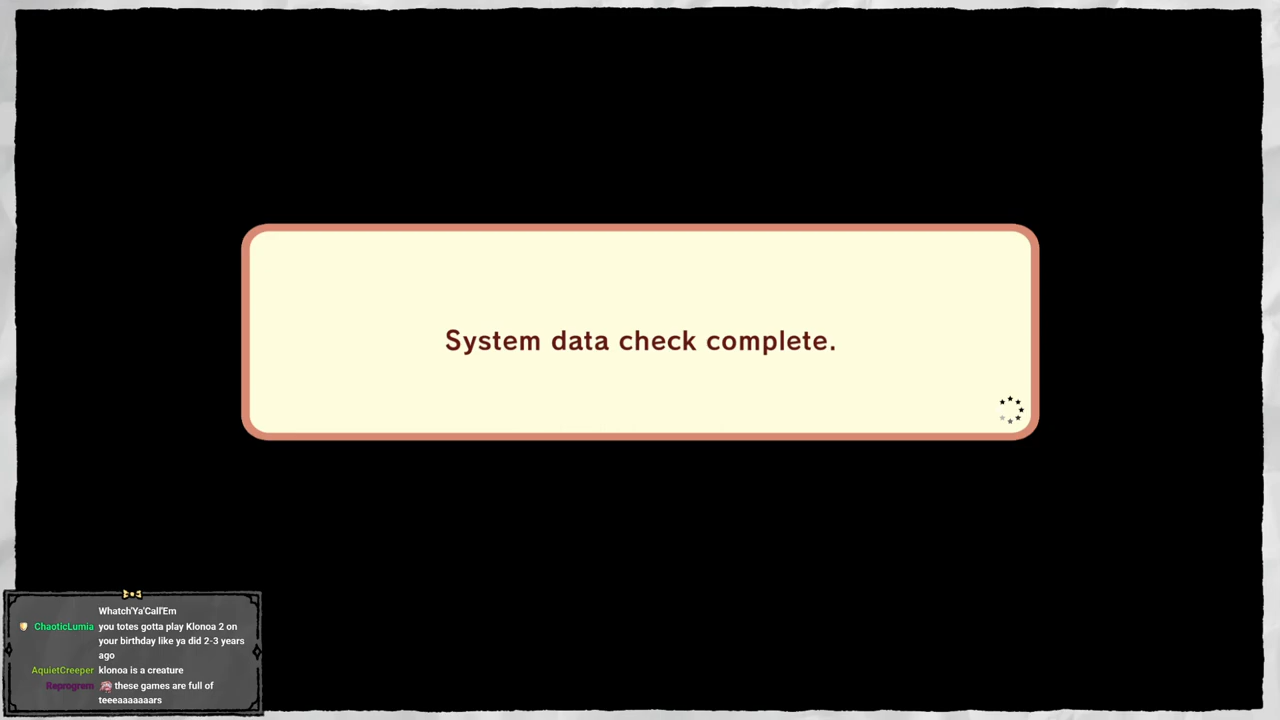 System data check complete.
Whatch'Ya'Call'Em
ChaoticLumia you totes gotta play Klonoa 2 on
your birthday like ya did 2-3 years
ago
AquietCreeper klonoa is a creature
Reprogrem these games are full of
teeeaaaaaaars